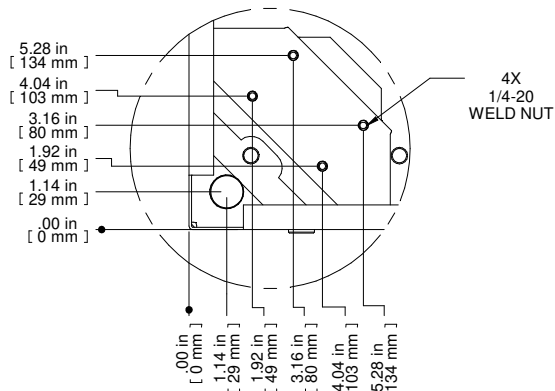 5.28 in
[ 134 mm ]
4.04 in
[ 103 mm ]
3.16 in
[ 80 mm ]
1.92 in
[ 49 mm ]
1.14 in
[ 29 mm ]
.00 in
[ 0 mm ]
4X
1/4-20
WELD NUT
.00 in
[ 0 mm ]
1.14 in
[ 29 mm ]
1.92 in
[ 49 mm ]
3.16 in
[ 80 mm ]
4.04 in
[ 103 mm ]
5.28 in
[ 134 mm ]